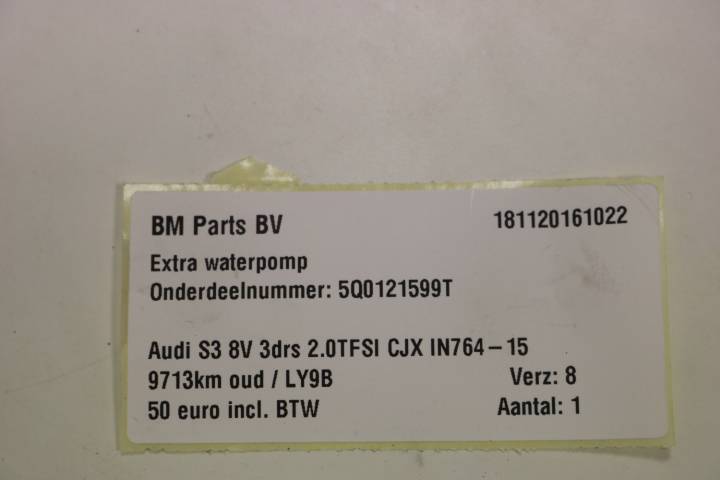 BM Parts BV 181120161022
Extra waterpomp
Onderdeelnummer: 5Q0121599T
Audi S3 8V 3drs 2.0TFSI CJX IN764-15
9713km oud / LY9B Verz: 8
50 euro incl. BTW Aantal: 1